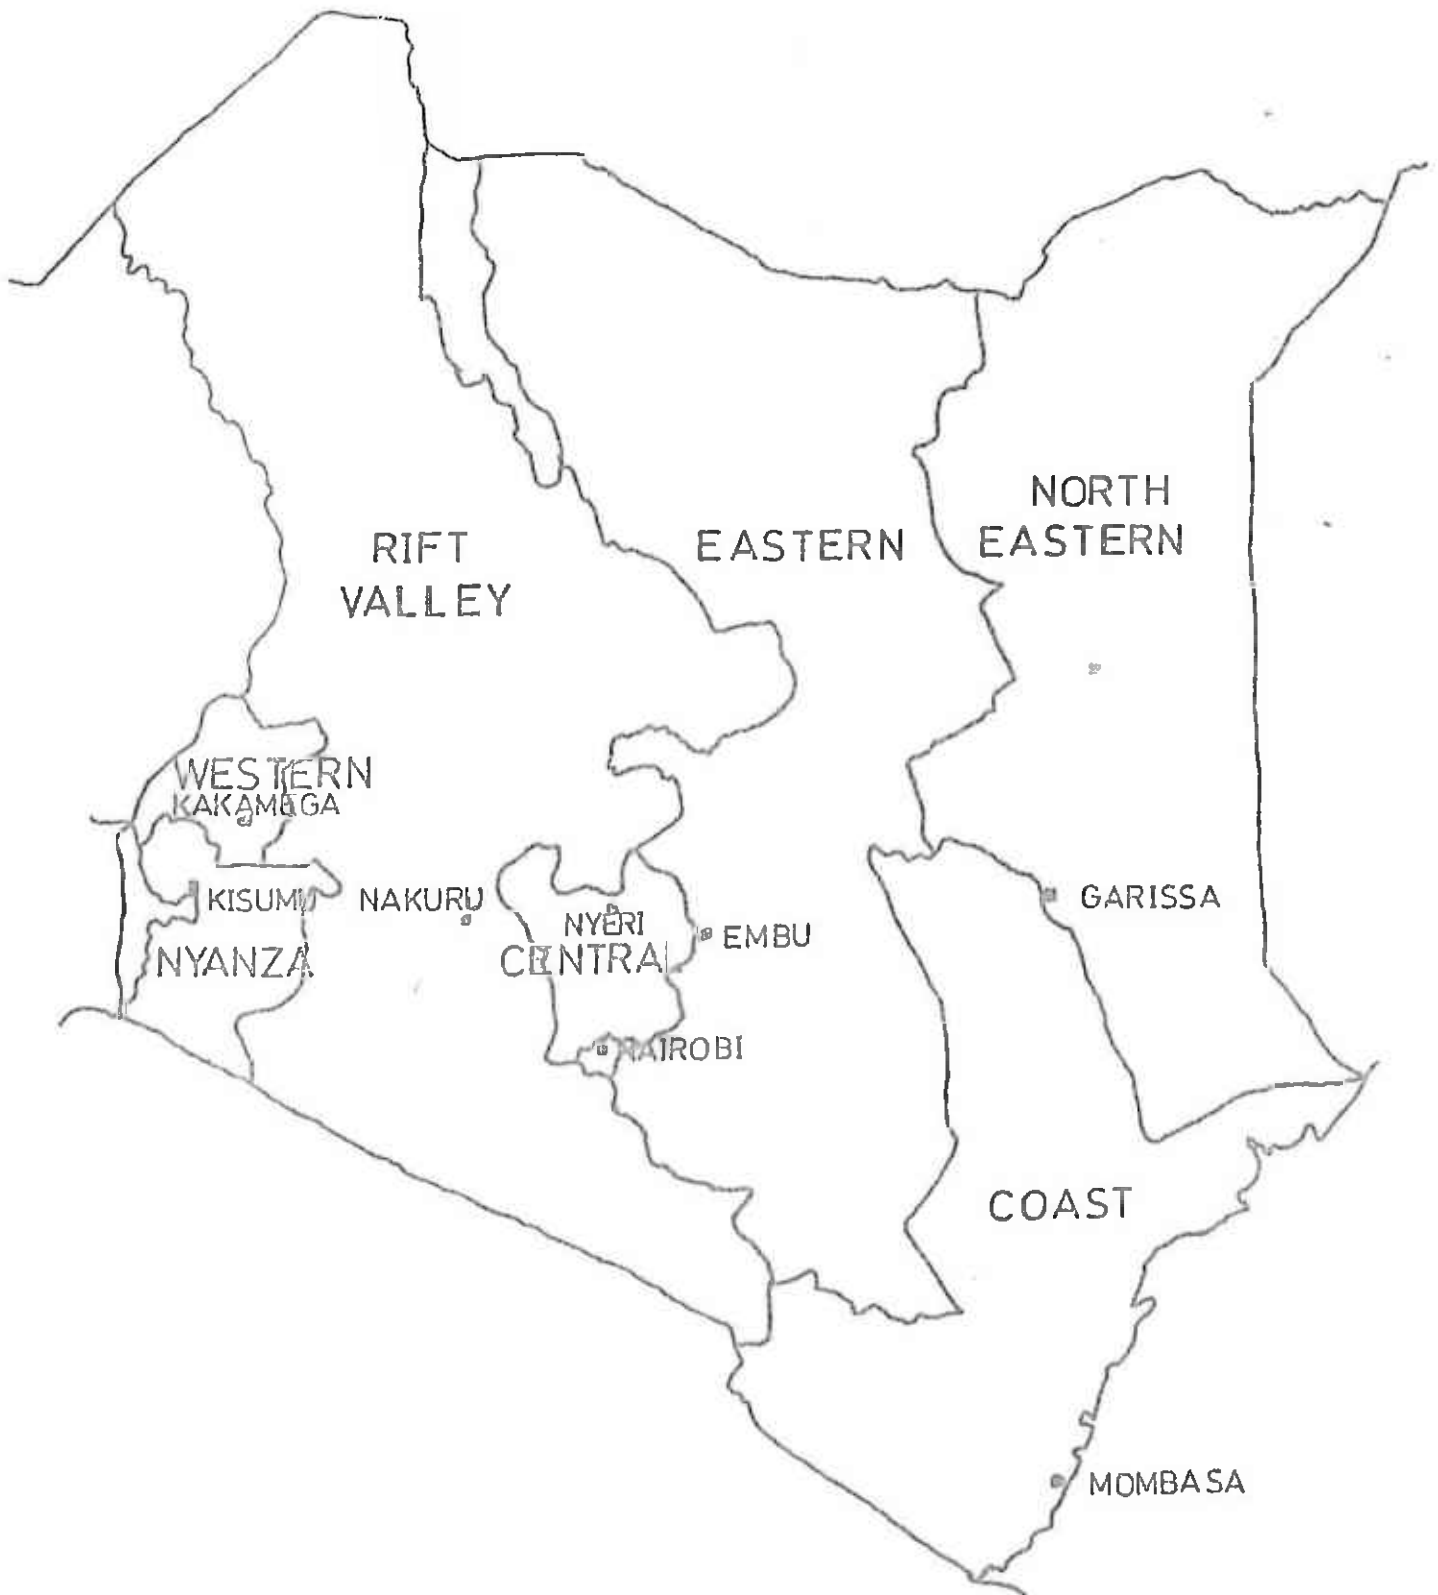 NORTH
EASTERN
RIFT
VALLEY
EASTERN
WESTERN
KAKAMEGA
KISUMU
NAKURU
NYERI
CENTRAL
EMBU
GARISSA
NYANZA
NAIROBI
COAST
MOMBASA